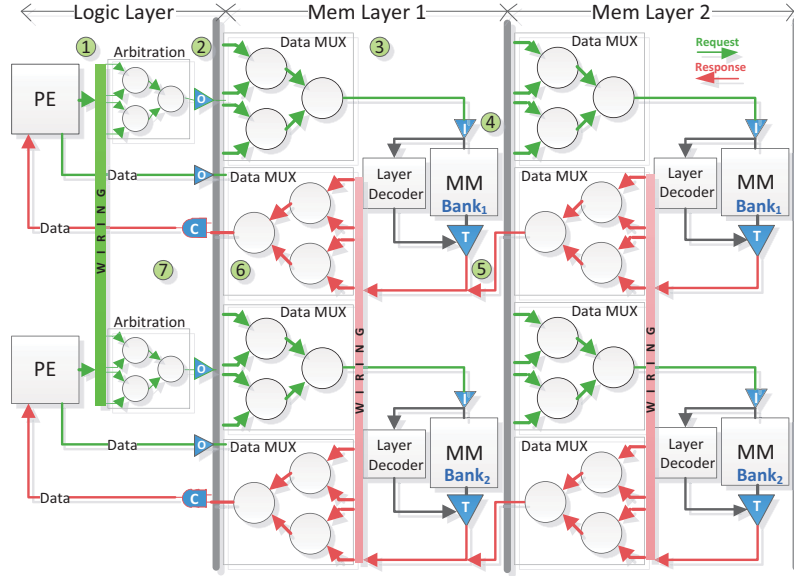 Logic Layer
Mem Layer 1
Mem Layer 2
1
Arbitration
2
Data MUX
3
Data MUX
Request
Response
PE
O
I
4
I
WIRING
Data
O
Data MUX
Layer
Decoder
MM
Bank1
Data MUX
Layer
Decoder
MM
Bank1
Data
C
T
T
7
6
5
Arbitration
Data MUX
WIRING
Data MUX
WIRING
PE
O
I
I
Data
O
Data MUX
Layer
Decoder
MM
Bank2
Data MUX
Layer
Decoder
MM
Bank2
Data
C
T
T